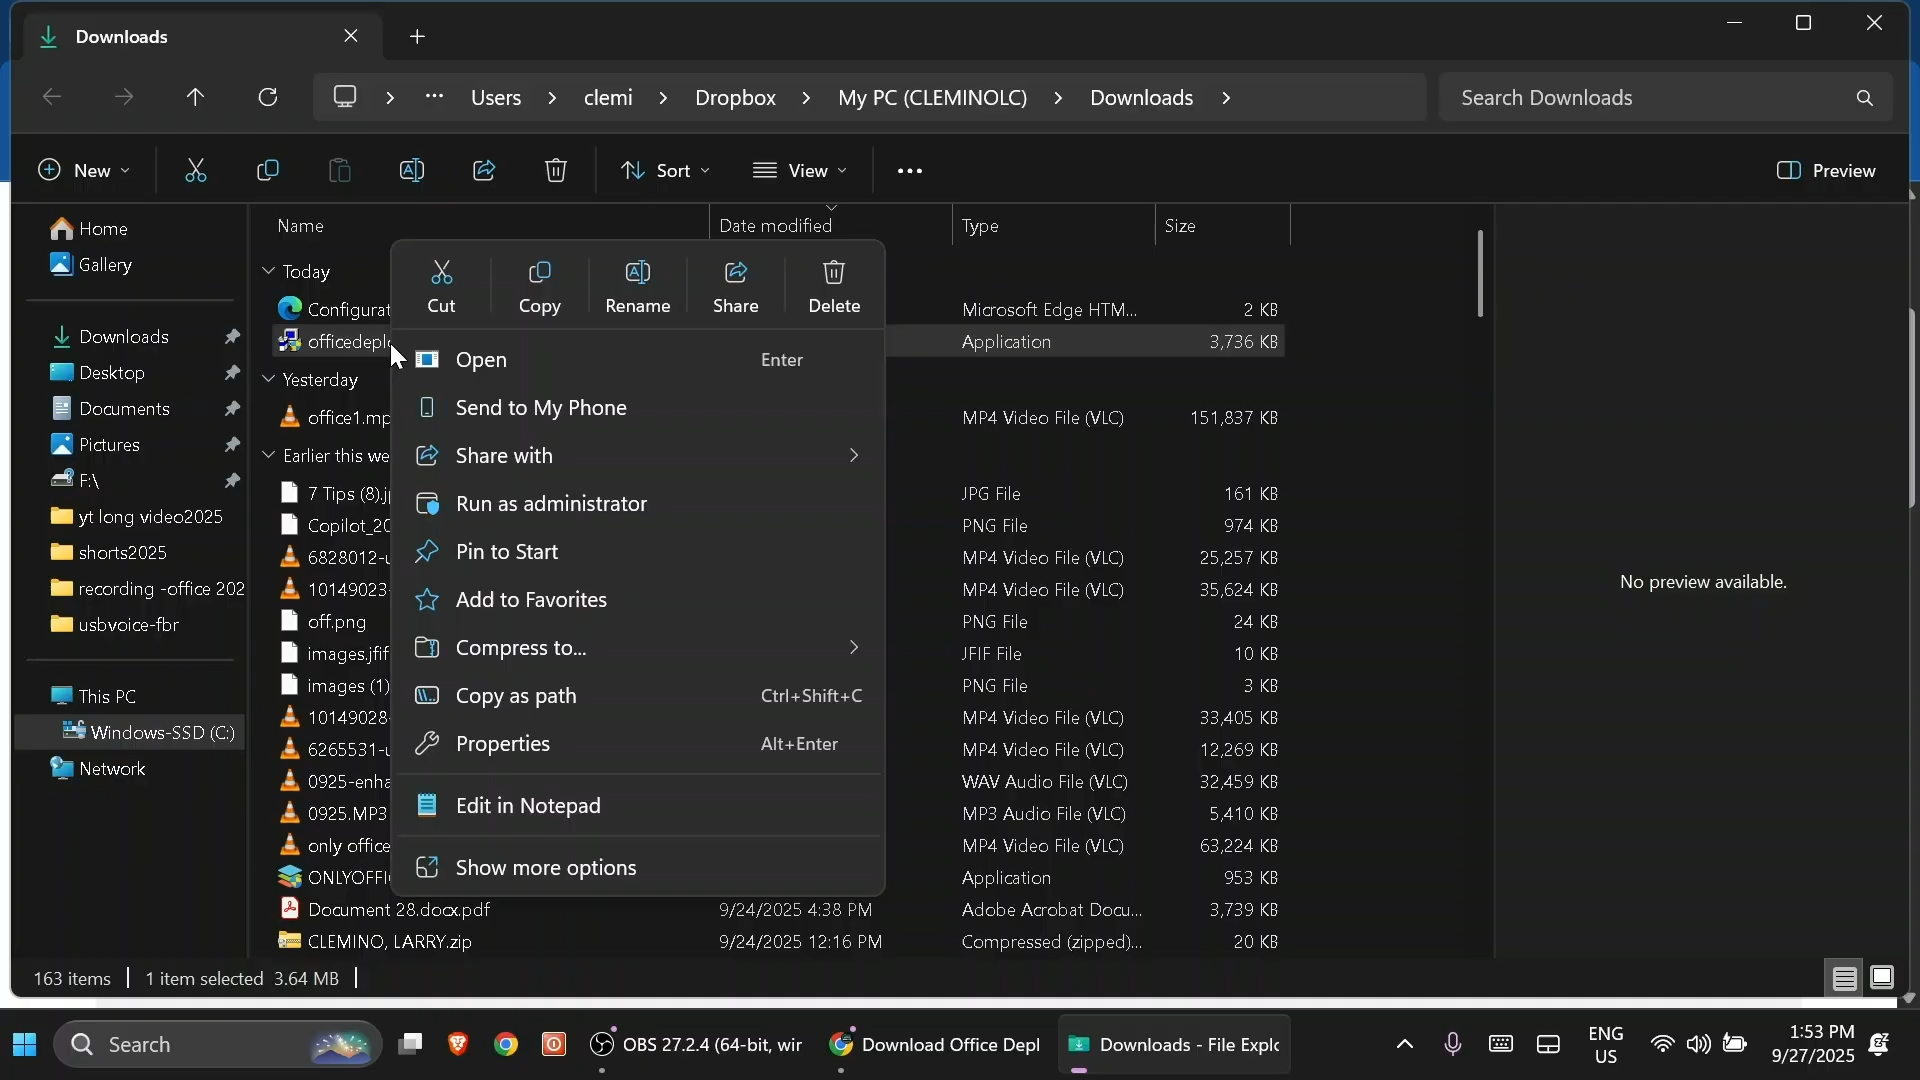 Downloads
Users
clemi
Dropbox
My PC (CLEMINOLC)
Downloads
Search Downloads
New
Sort
View
Preview
Home
Gallery
Downloads
Desktop
Documents
Pictures
F:\
yt long video2025
shorts2025
recording -office 202
usbvoice-fbr
This PC
Windows-SSD (C:)
Network
Name Date modified Type Size
Today
Configurat Microsoft Edge HTM... 2 KB
officedeplo Application 3,736 KB
Yesterday
office1.mp MP4 Video File (VLC) 151,837 KB
Earlier this we
7 Tips (8).j JPG File 161 KB
Copilot_20 PNG File 974 KB
6828012-u MP4 Video File (VLC) 25,257 KB
10149023- MP4 Video File (VLC) 35,624 KB
off.png PNG File 24 KB
images.jfif JFIF File 10 KB
images (1) PNG File 3 KB
10149028- MP4 Video File (VLC) 33,405 KB
6265531-u MP4 Video File (VLC) 12,269 KB
0925-enha WAV Audio File (VLC) 32,459 KB
0925.MP3 MP3 Audio File (VLC) 5,410 KB
only office MP4 Video File (VLC) 63,224 KB
ONLYOFFI Application 953 KB
Document 28.docx.pdf 9/24/2025 4:38 PM Adobe Acrobat Docu... 3,739 KB
CLEMINO, LARRY.zip 9/24/2025 12:16 PM Compressed (zipped)... 20 KB
Cut
Copy
Rename
Share
Delete
Open Enter
Send to My Phone
Share with
Run as administrator
Pin to Start
Add to Favorites
Compress to...
Copy as path Ctrl+Shift+C
Properties Alt+Enter
Edit in Notepad
Show more options
No preview available.
163 items 1 item selected 3.64 MB
Search
OBS 27.2.4 (64-bit, wir
Download Office Depl
Downloads - File Explo
ENG
US
1:53 PM
9/27/2025